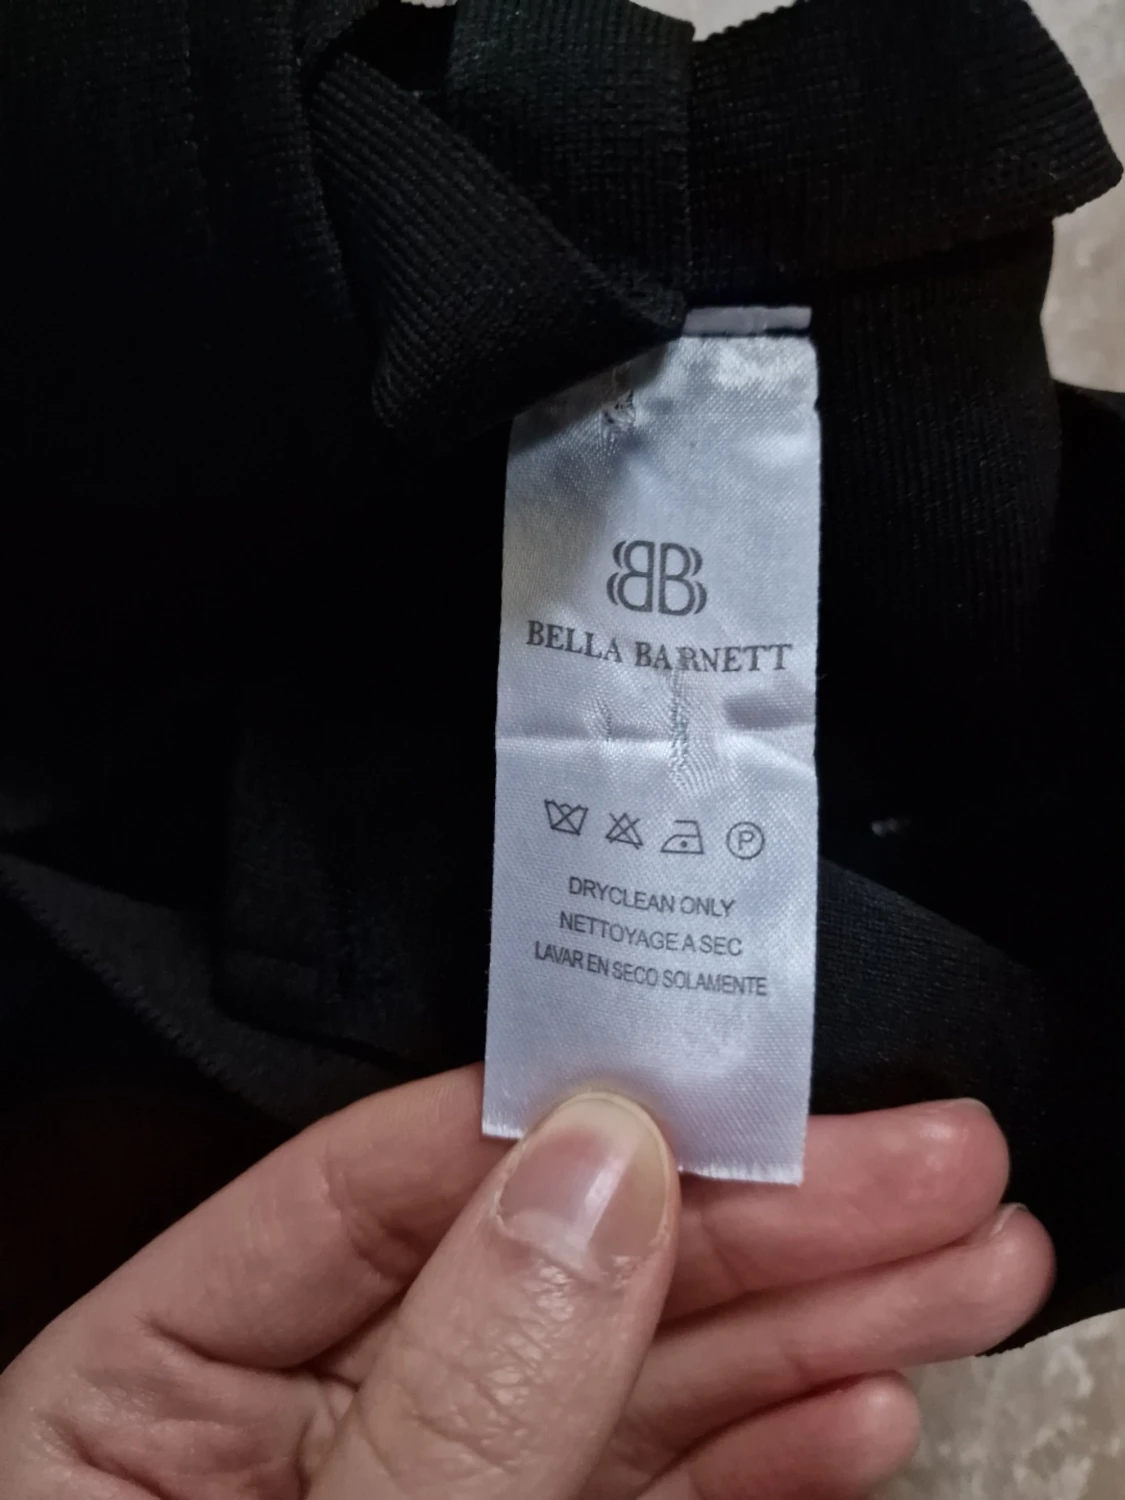 BB
BELLA BARNETT
P
DRYCLEAN ONLY
NETTOYAGE A SEC
LAVAR EN SECO SOLAMENTE